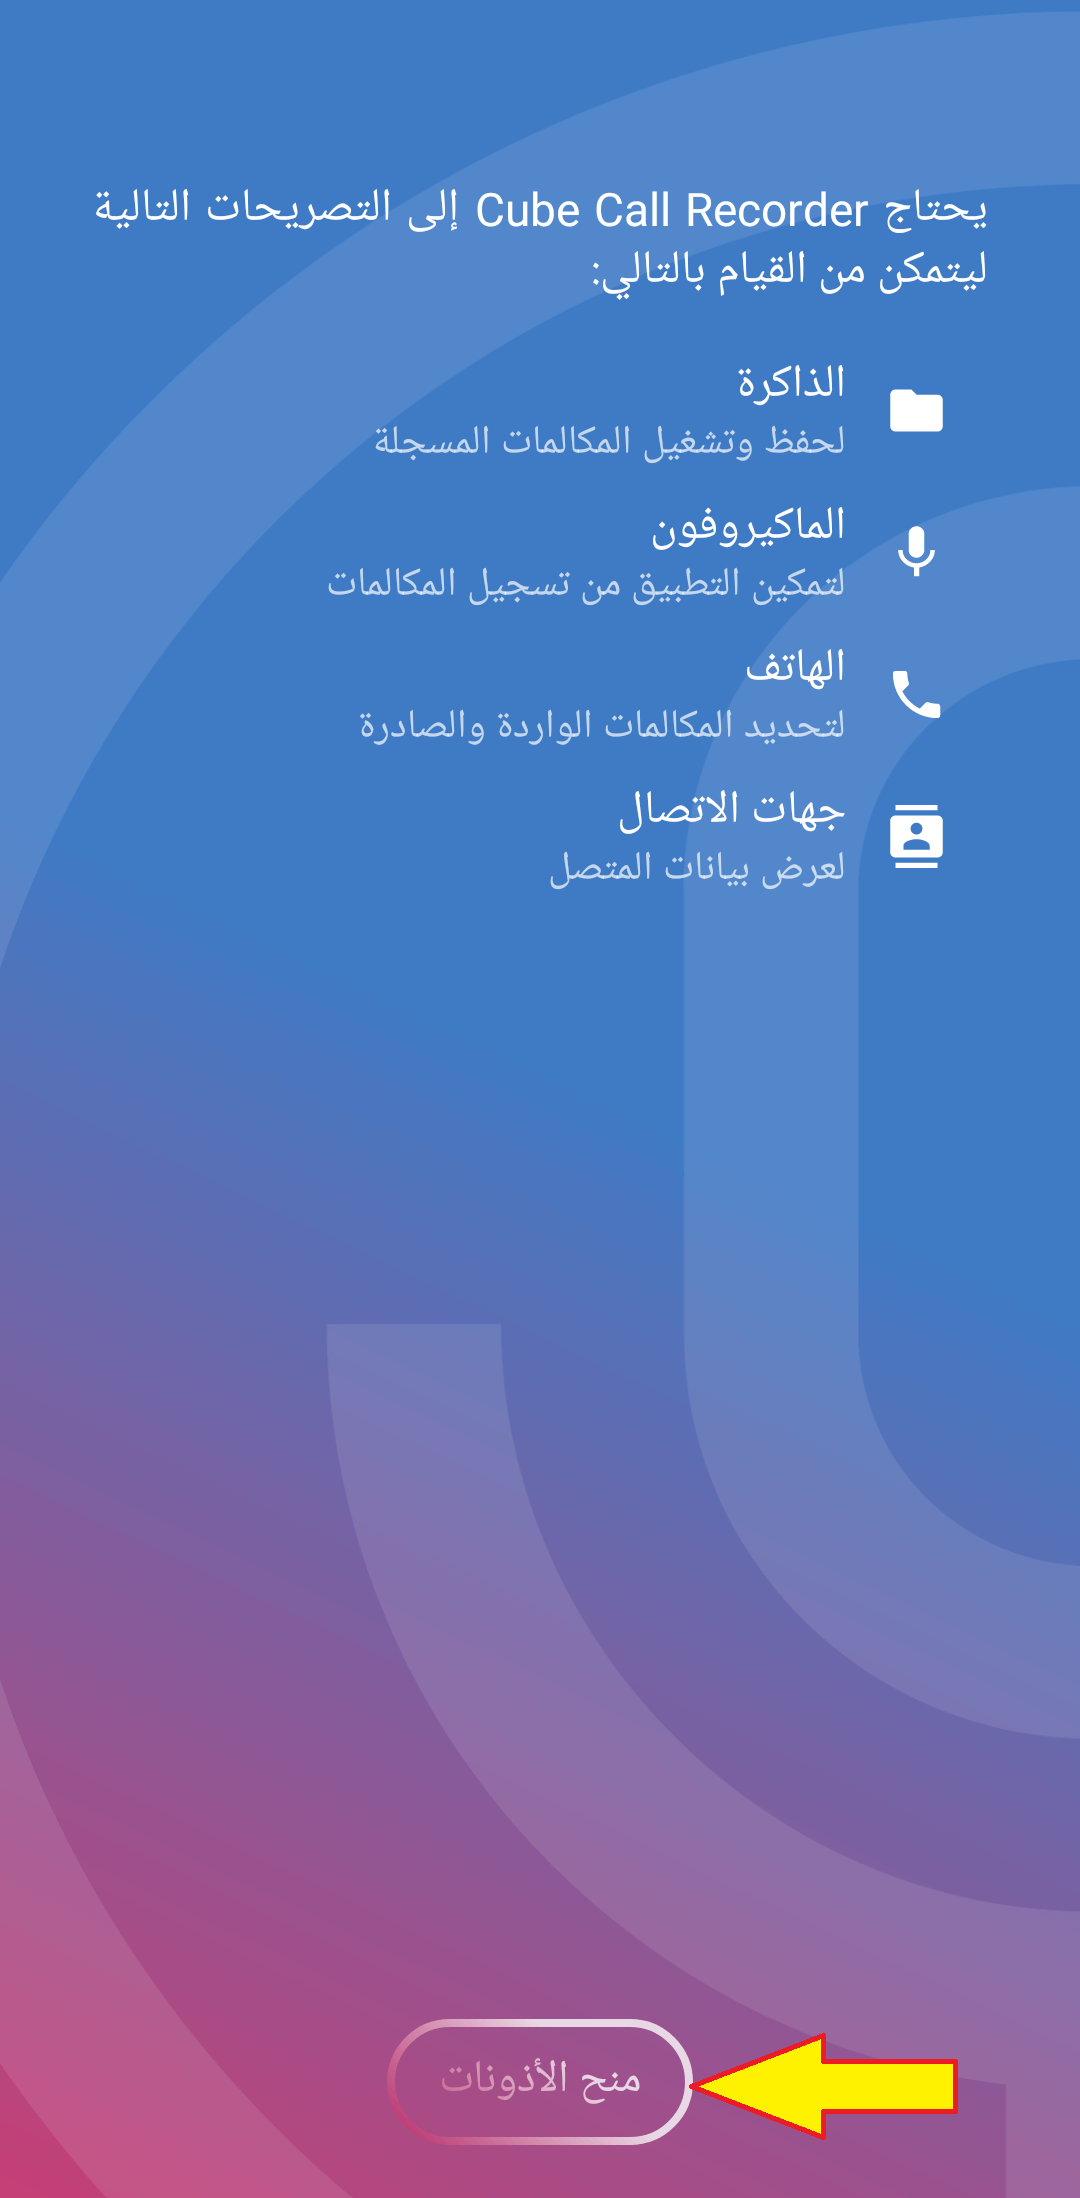 يحتاج Cube Call Recorder إلى التصريحات التالية
ليتمكن من القيام بالتالي:
الذاكرة
لحفظ وتشغيل المكالمات المسجلة
الماكيروفون
لتمكين التطبيق من تسجيل المكالمات
الهاتف
لتحديد المكالمات الواردة والصادرة
جهات الاتصال
لعرض بيانات المتصل
منح الأذونات